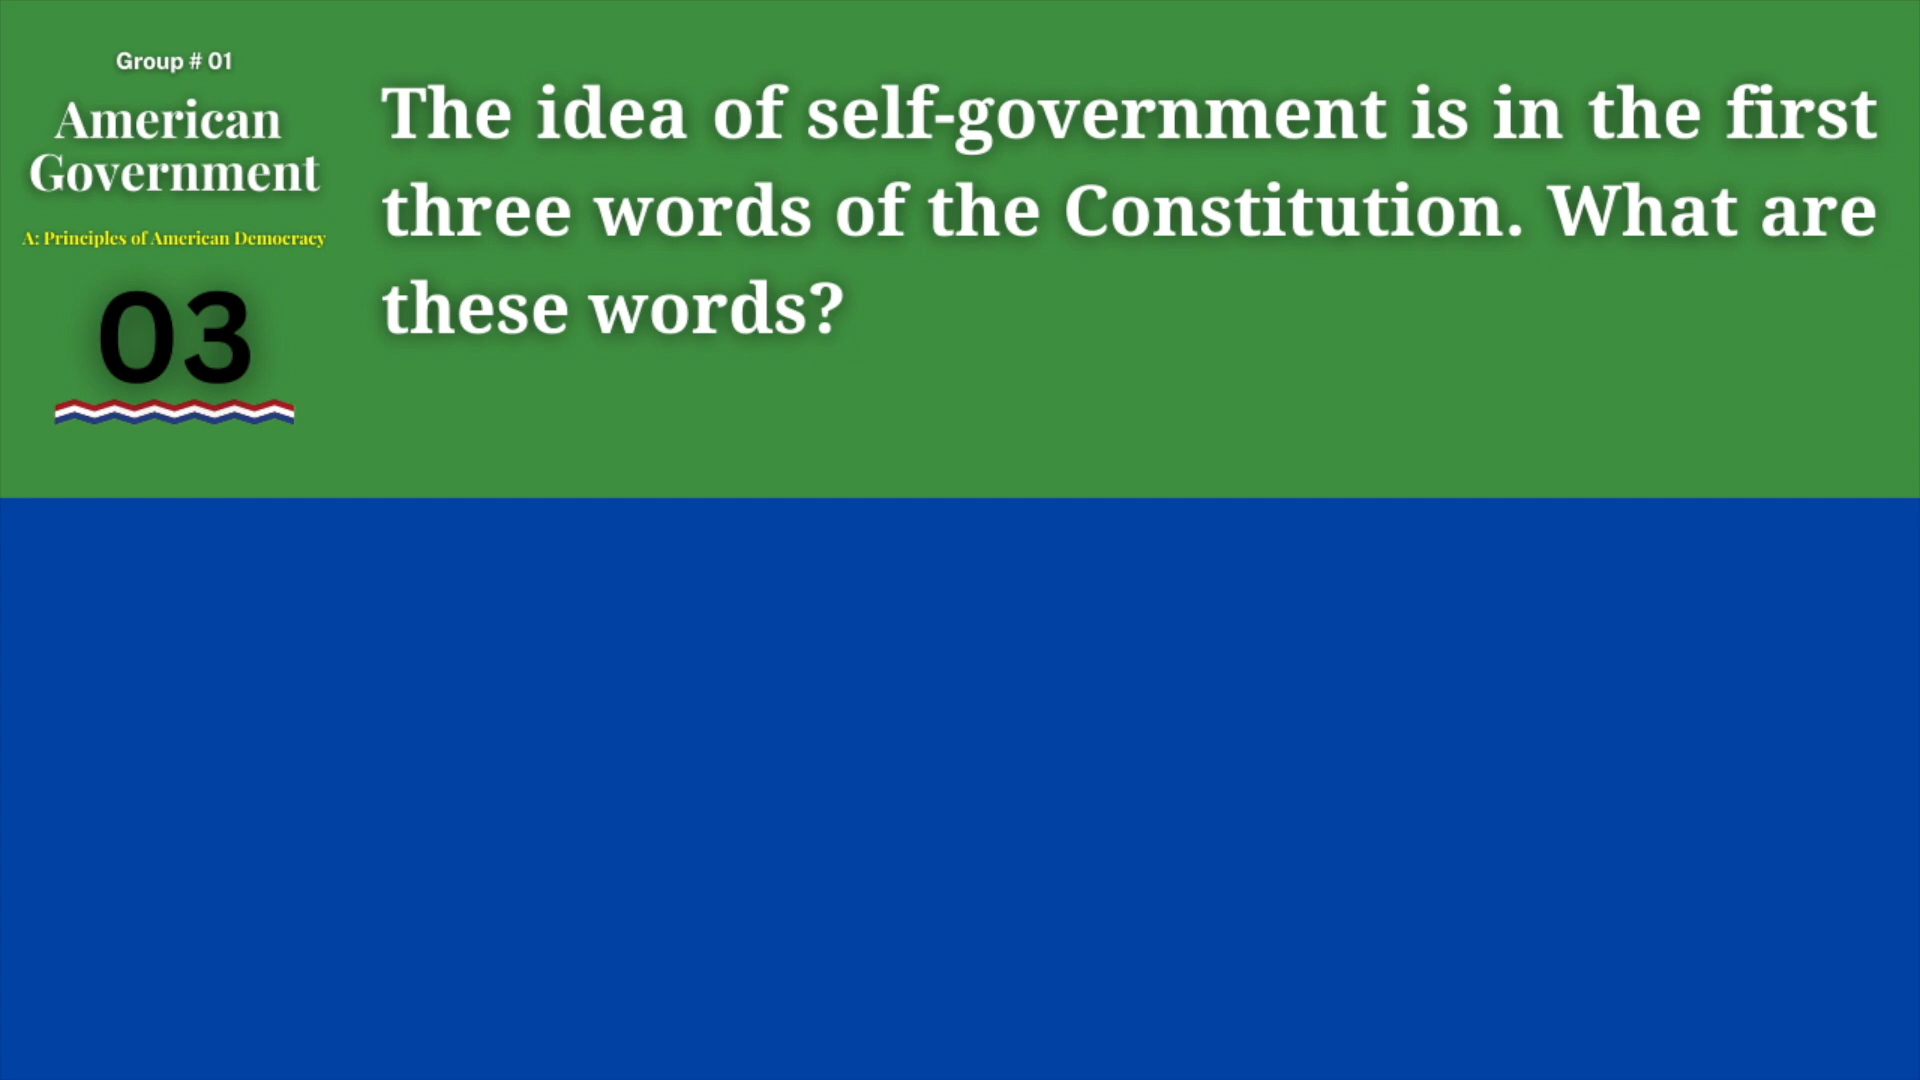 Group # 01
American
Government
A: Principles of American Democracy
03
The idea of self-government is in the first
three words of the Constitution. What are
these words?